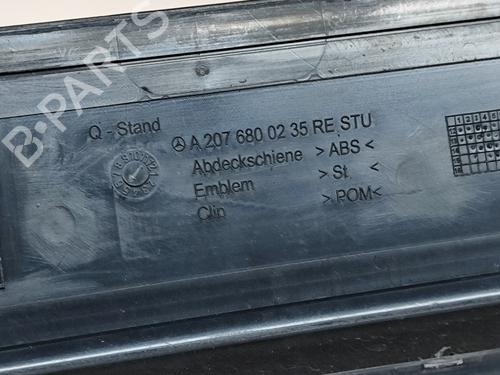 B-PARTS
Q - Stand
A 207 680 02 35 RE STU
Abdeckschiene >ABS<
Emblem >St.<
Clip >POM<